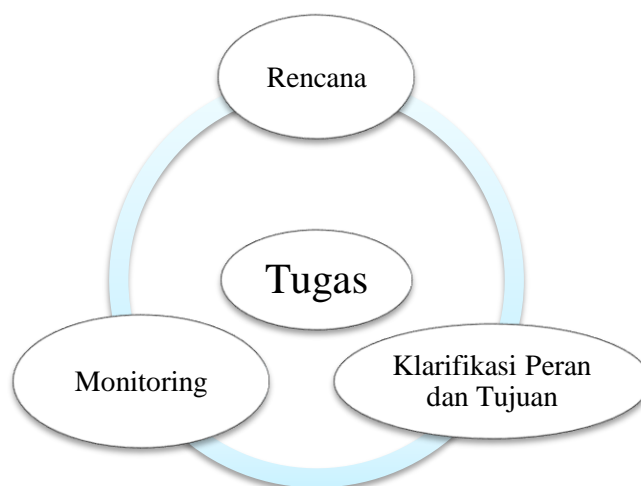 Rencana
Tugas
Monitoring
Klarifikasi Peran
dan Tujuan